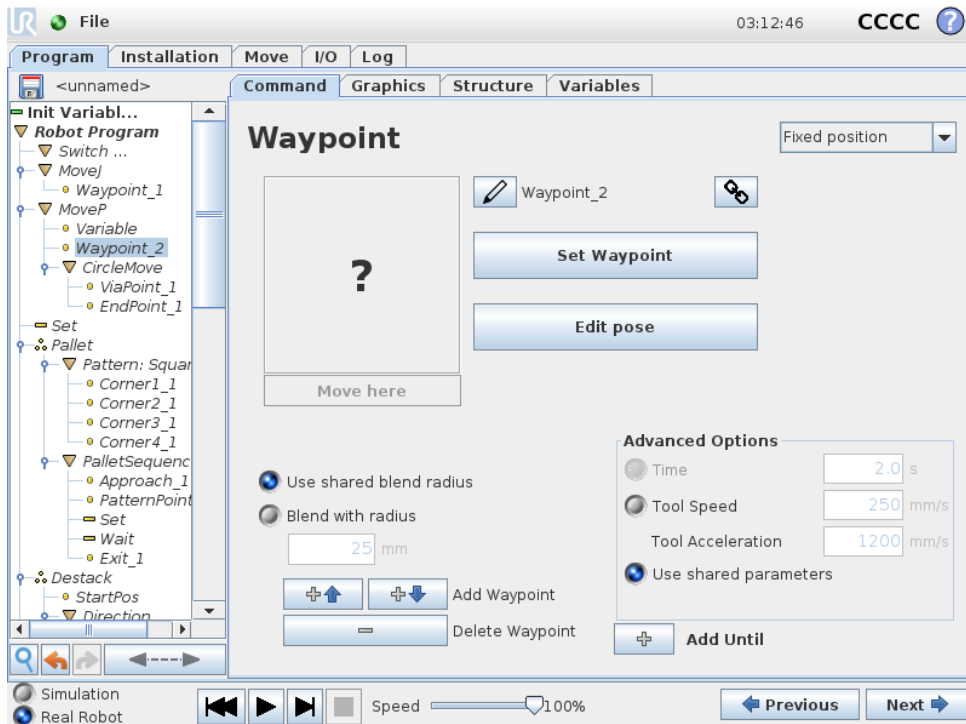 UR File 03:12:46 CCCC ?
Program Installation Move I/O Log
<unnamed> Command Graphics Structure Variables
Init Variabl...
Robot Program
Switch ...
MoveJ
Waypoint_1
MoveP
Variable
Waypoint_2
CircleMove
ViaPoint_1
EndPoint_1
Set
Pallet
Pattern: Squar
Corner1_1
Corner2_1
Corner3_1
Corner4_1
PalletSequenc
Approach_1
PatternPoint
Set
Wait
Exit_1
Destack
StartPos
Direction
Waypoint Fixed position
Waypoint_2
?
Set Waypoint
Edit pose
Move here
Use shared blend radius
Blend with radius
25 mm
Add Waypoint
Delete Waypoint
Advanced Options
Time 2.0 s
Tool Speed 250 mm/s
Tool Acceleration 1200 mm/s
Use shared parameters
Add Until
Simulation
Real Robot
Speed 100%
Previous Next